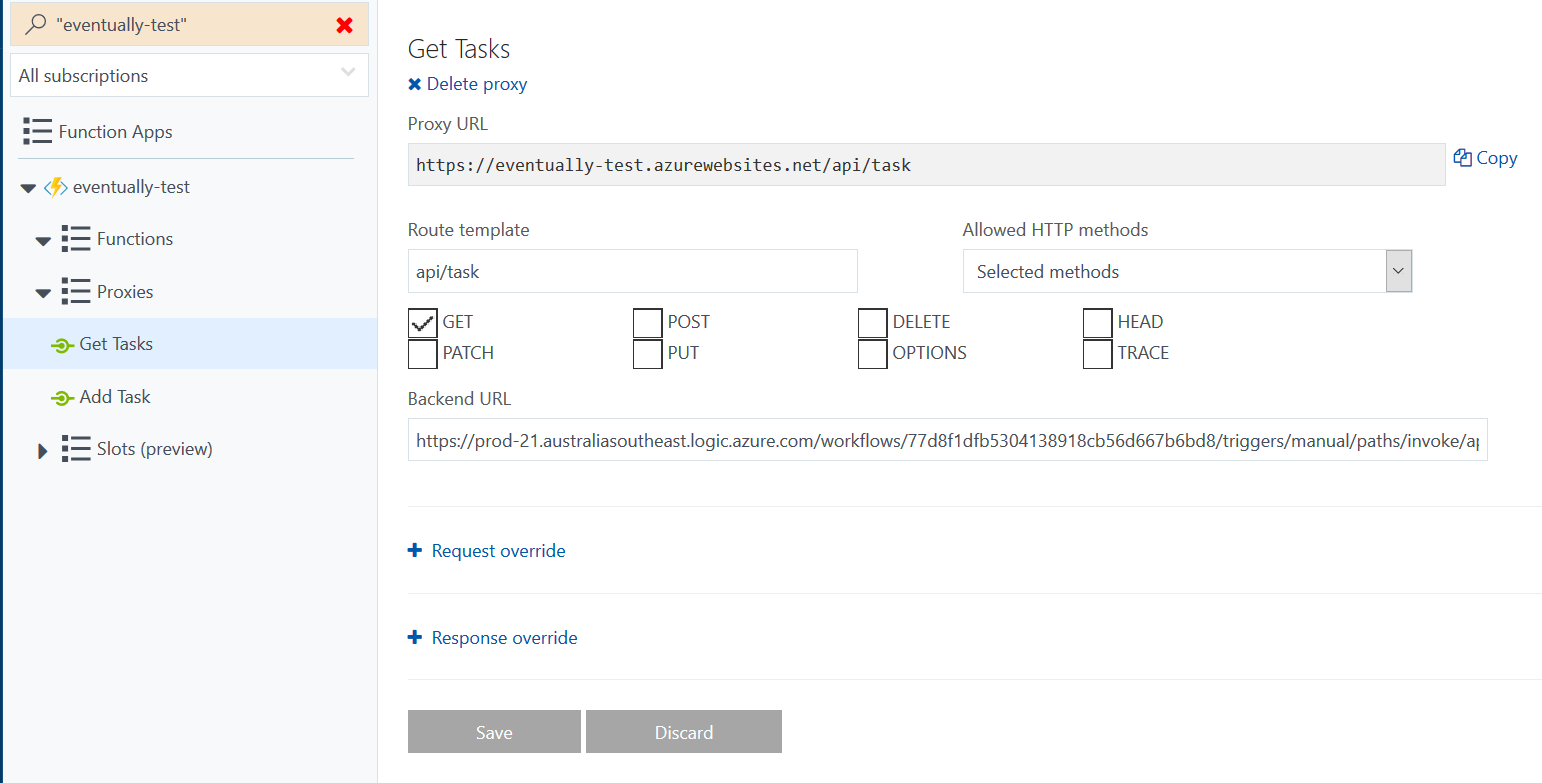 "eventually-test"
All subscriptions
Function Apps
eventually-test
Functions
Proxies
Get Tasks
Add Task
Slots (preview)
Get Tasks
Delete proxy
Proxy URL
https://eventually-test.azurewebsites.net/api/task
Copy
Route template
Allowed HTTP methods
api/task
Selected methods
GET POST DELETE HEAD
PATCH PUT OPTIONS TRACE
Backend URL
https://prod-21.australiasoutheast.logic.azure.com/workflows/77d8f1dfb5304138918cb56d667b6bd8/triggers/manual/paths/invoke/ap
Request override
Response override
Save Discard